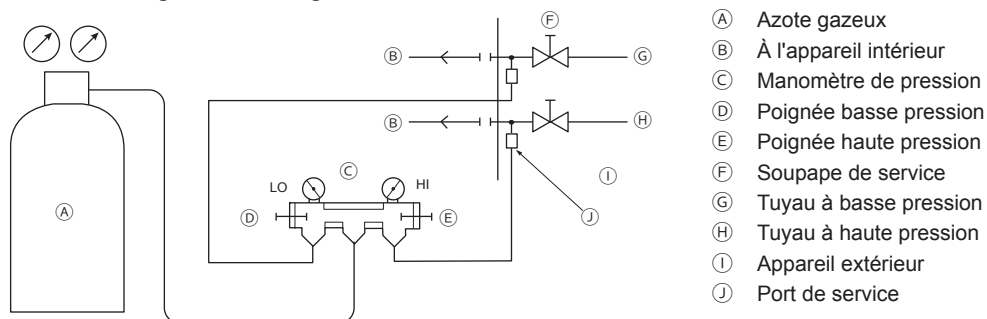 Ⓐ Azote gazeux
Ⓑ À l'appareil intérieur
Ⓒ Manomètre de pression
Ⓓ Poignée basse pression
Ⓔ Poignée haute pression
Ⓕ Soupape de service
Ⓖ Tuyau à basse pression
Ⓗ Tuyau à haute pression
Ⓘ Appareil extérieur
Ⓙ Port de service
Ⓕ
Ⓑ Ⓖ
Ⓑ Ⓗ
Ⓒ
LO HI
Ⓘ
Ⓐ Ⓓ Ⓔ Ⓙ